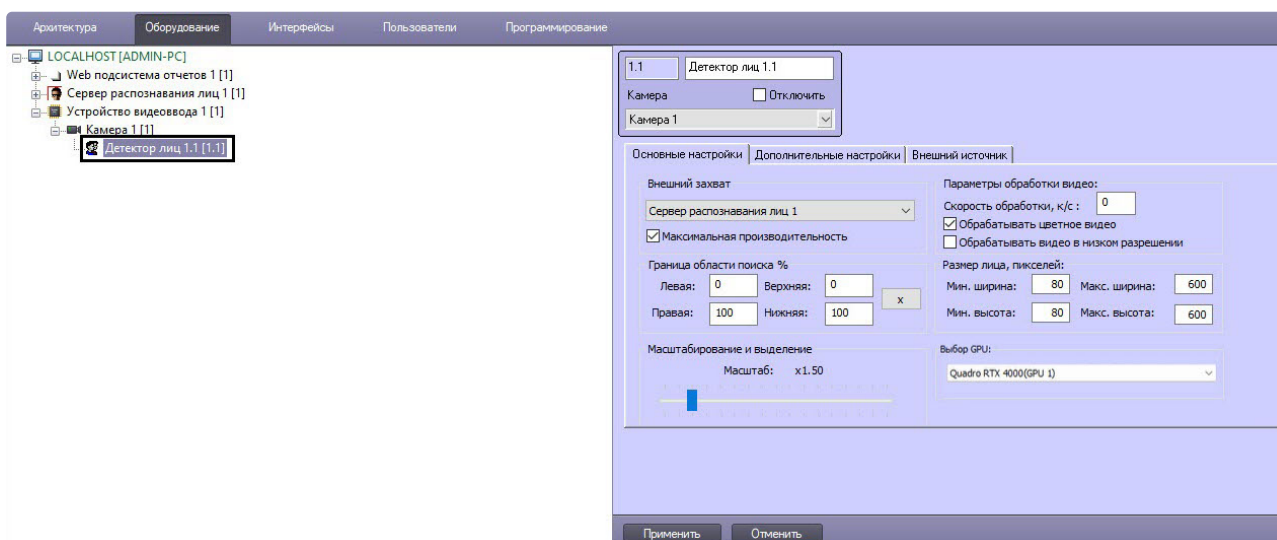 Архитектура Оборудование Интерфейсы Пользователи Программирование
LOCALHOST [ADMIN-PC]
Web подсистема отчетов 1 [1]
Сервер распознавания лиц 1 [1]
Устройство видеоввода 1 [1]
Камера 1 [1]
Детектор лиц 1.1 [1.1]
1.1 Детектор лиц 1.1
Камера Отключить
Камера 1
Основные настройки Дополнительные настройки Внешний источник
Внешний захват
Сервер распознавания лиц 1
Максимальная производительность
Параметры обработки видео:
Скорость обработки, к/с : 0
Обрабатывать цветное видео
Обрабатывать видео в низком разрешении
Граница области поиска %
Левая: 0 Верхняя: 0
Правая: 100 Нижняя: 100
x
Размер лица, пикселей:
Мин. ширина: 80 Макс. ширина: 600
Мин. высота: 80 Макс. высота: 600
Масштабирование и выделение
Масштаб: x1.50
Выбор GPU:
Quadro RTX 4000(GPU 1)
Применить Отменить